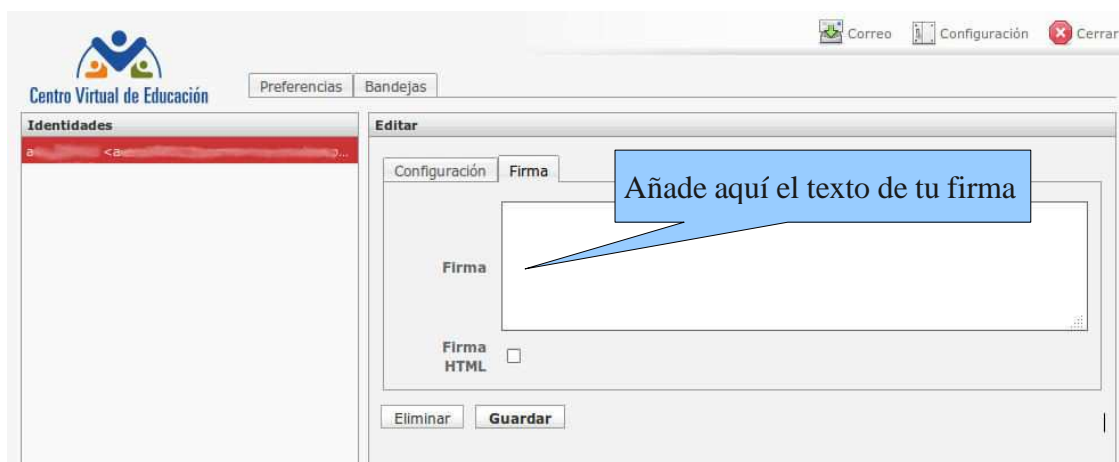 Correo Configuración Cerrar
Centro Virtual de Educación
Preferencias Bandejas
Identidades
Editar
Configuración Firma
Añade aquí el texto de tu firma
Firma
Firma
HTML
Eliminar Guardar